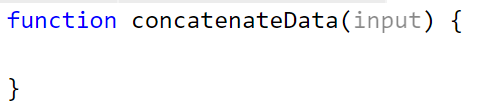 function concatenateData(input) {
}